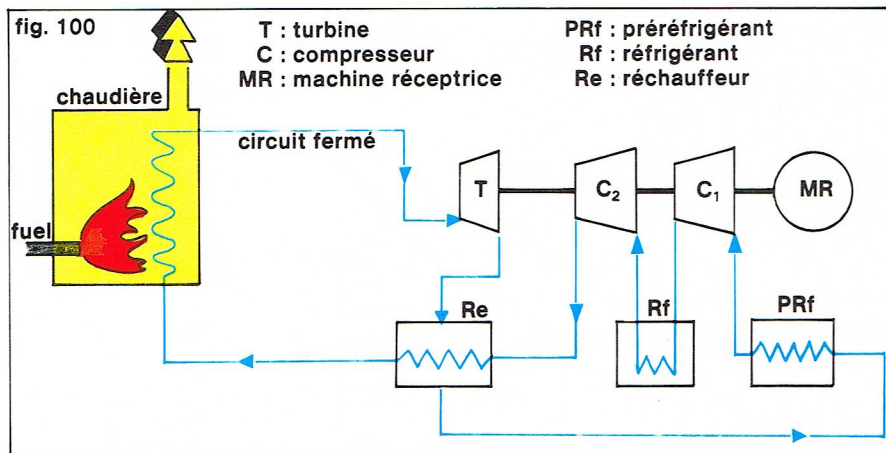 fig. 100
T : turbine
C : compresseur
MR : machine réceptrice
PRf : préréfrigérant
Rf : réfrigérant
Re : réchauffeur
chaudière
circuit fermé
fuel
T
C₂
C₁
MR
Re
Rf
PRf